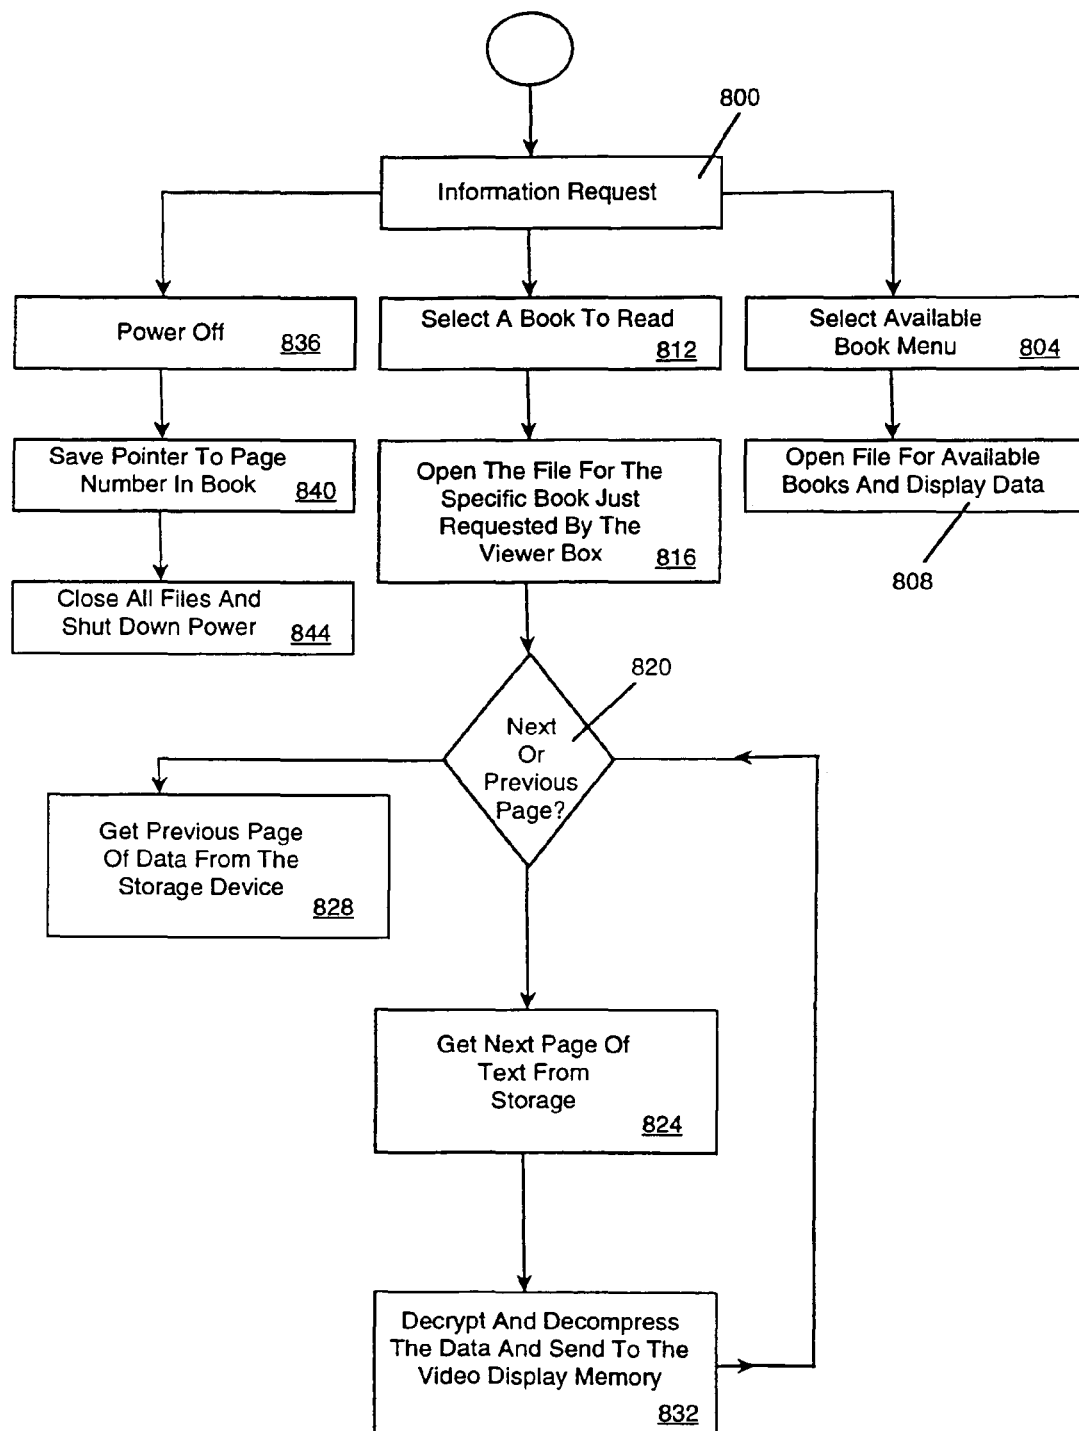 800
Information Request
Power Off
836
Select A Book To Read
812
Select Available
Book Menu
804
Save Pointer To Page
Number In Book
840
Open The File For The
Specific Book Just
Requested By The
Viewer Box
816
Open File For Available
Books And Display Data
808
Close All Files And
Shut Down Power
844
820
Next
Or
Previous
Page?
Get Previous Page
Of Data From The
Storage Device
828
Get Next Page Of
Text From
Storage
824
Decrypt And Decompress
The Data And Send To The
Video Display Memory
832